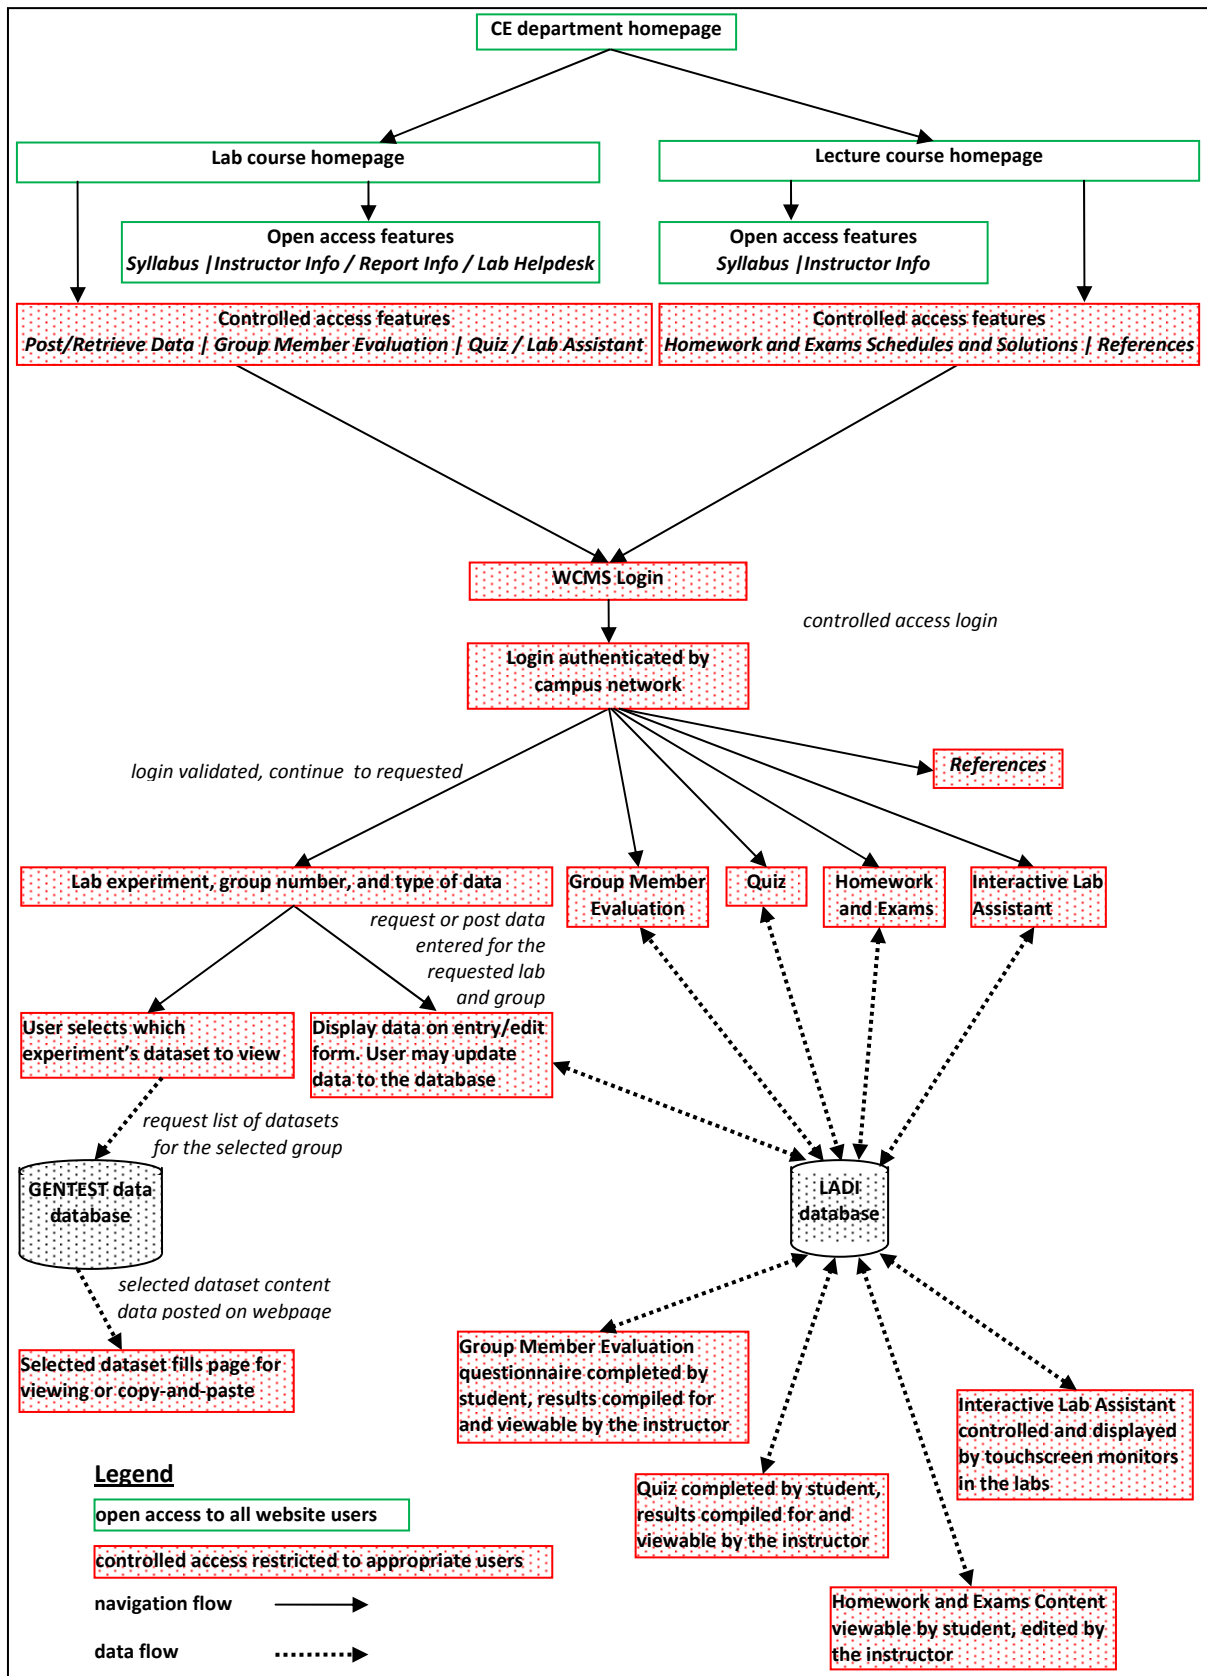 CE department homepage
Lab course homepage
Lecture course homepage
Open access features
Syllabus |Instructor Info / Report Info / Lab Helpdesk
Open access features
Syllabus |Instructor Info
Controlled access features
Post/Retrieve Data | Group Member Evaluation | Quiz / Lab Assistant
Controlled access features
Homework and Exams Schedules and Solutions | References
WCMS Login
controlled access login
Login authenticated by
campus network
login validated, continue to requested
References
Lab experiment, group number, and type of data
Group Member
Evaluation
Quiz
Homework
and Exams
Interactive Lab
Assistant
request or post data
entered for the
requested lab
and group
User selects which
experiment's dataset to view
Display data on entry/edit
form. User may update
data to the database
request list of datasets
for the selected group
GENTEST data
database
LADI
database
selected dataset content
data posted on webpage
Selected dataset fills page for
viewing or copy-and-paste
Group Member Evaluation
questionnaire completed by
student, results compiled for
and viewable by the instructor
Interactive Lab Assistant
controlled and displayed
by touchscreen monitors
in the labs
Quiz completed by student,
results compiled for and
viewable by the instructor
Homework and Exams Content
viewable by student, edited by
the instructor
Legend
open access to all website users
controlled access restricted to appropriate users
navigation flow
data flow